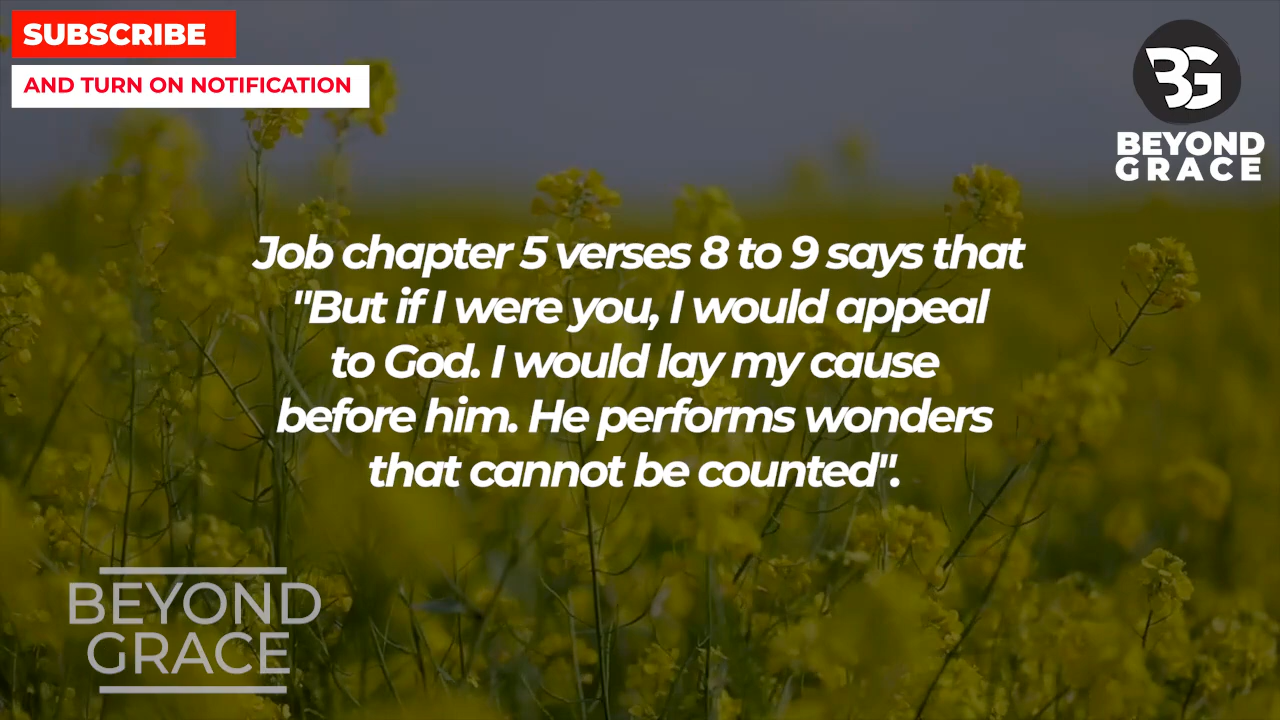 SUBSCRIBE
AND TURN ON NOTIFICATION
BG
BEYOND
GRACE
Job chapter 5 verses 8 to 9 says that
"But if I were you, I would appeal
to God. I would lay my cause
before him. He performs wonders
that cannot be counted".
BEYOND
GRACE